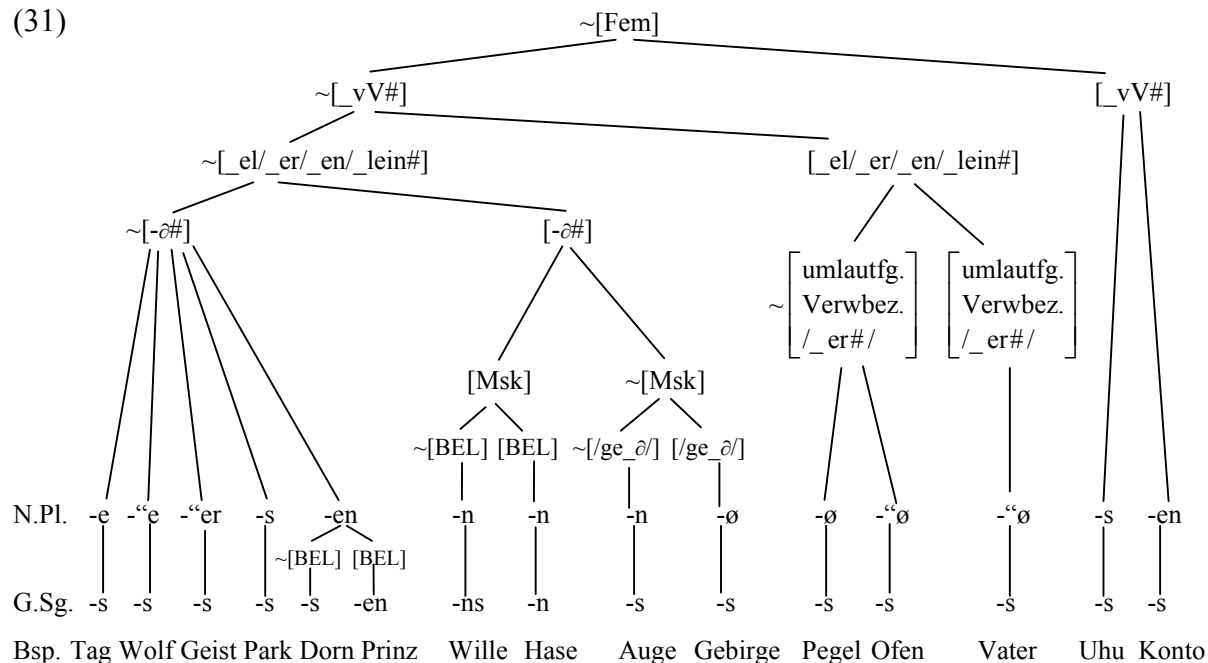 (31)
~[Fem]
~[_vV#] [_vV#]
~[_el/_er/_en/_lein#] [_el/_er/_en/_lein#]
~[-∂#] [-∂#]
~[umlautfg. Verwbez. /_ er# /] [umlautfg. Verwbez. /_ er# /]
[Msk] ~[Msk]
~[BEL] [BEL] ~[/ge_∂/] [/ge_∂/]
N.Pl. -e -“e -“er -s -en -n -n -n -ø -ø -“ø -“ø -s -en
~[BEL] [BEL]
G.Sg. -s -s -s -s -s -en -ns -n -s -s -s -s -s -s -s
Bsp. Tag Wolf Geist Park Dorn Prinz Wille Hase Auge Gebirge Pegel Ofen Vater Uhu Konto